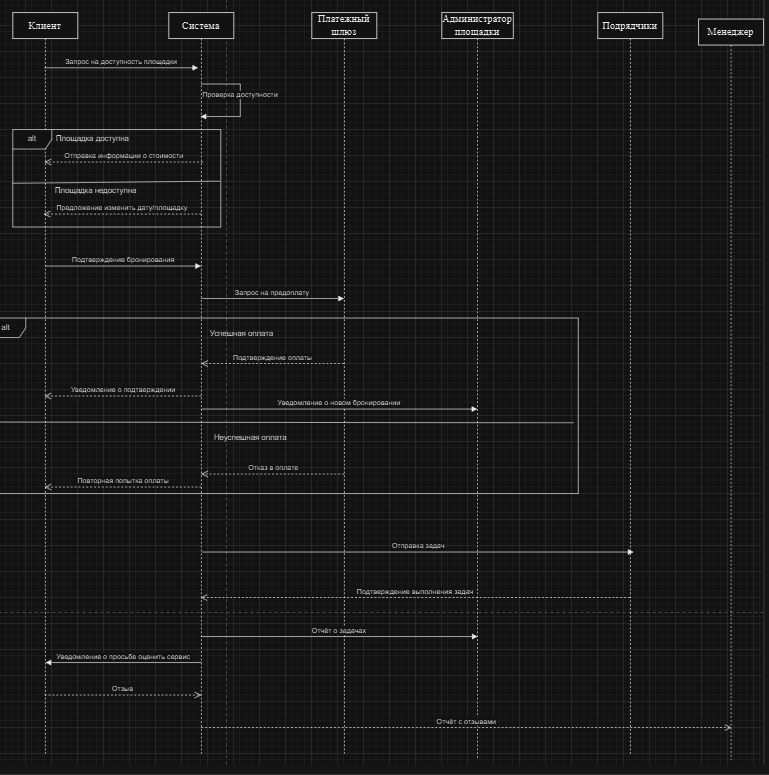 Клиент
Система
Платежный
шлюз
Администратор
площадки
Подрядчики
Менеджер
Запрос на доступность площадки
Проверка доступности
alt
Площадка доступна
Отправка информации о стоимости
Площадка недоступна
Предложение изменить дату/площадку
Подтверждение бронирования
Запрос на предоплату
alt
Успешная оплата
Подтверждение оплаты
Уведомление о подтверждении
Уведомление о новом бронировании
Неуспешная оплата
Отказ в оплате
Повторная попытка оплаты
Отправка задач
Подтверждение выполнения задач
Отчёт о задачах
Уведомление о просьбе оценить сервис
Отзыв
Отчёт с отзывами